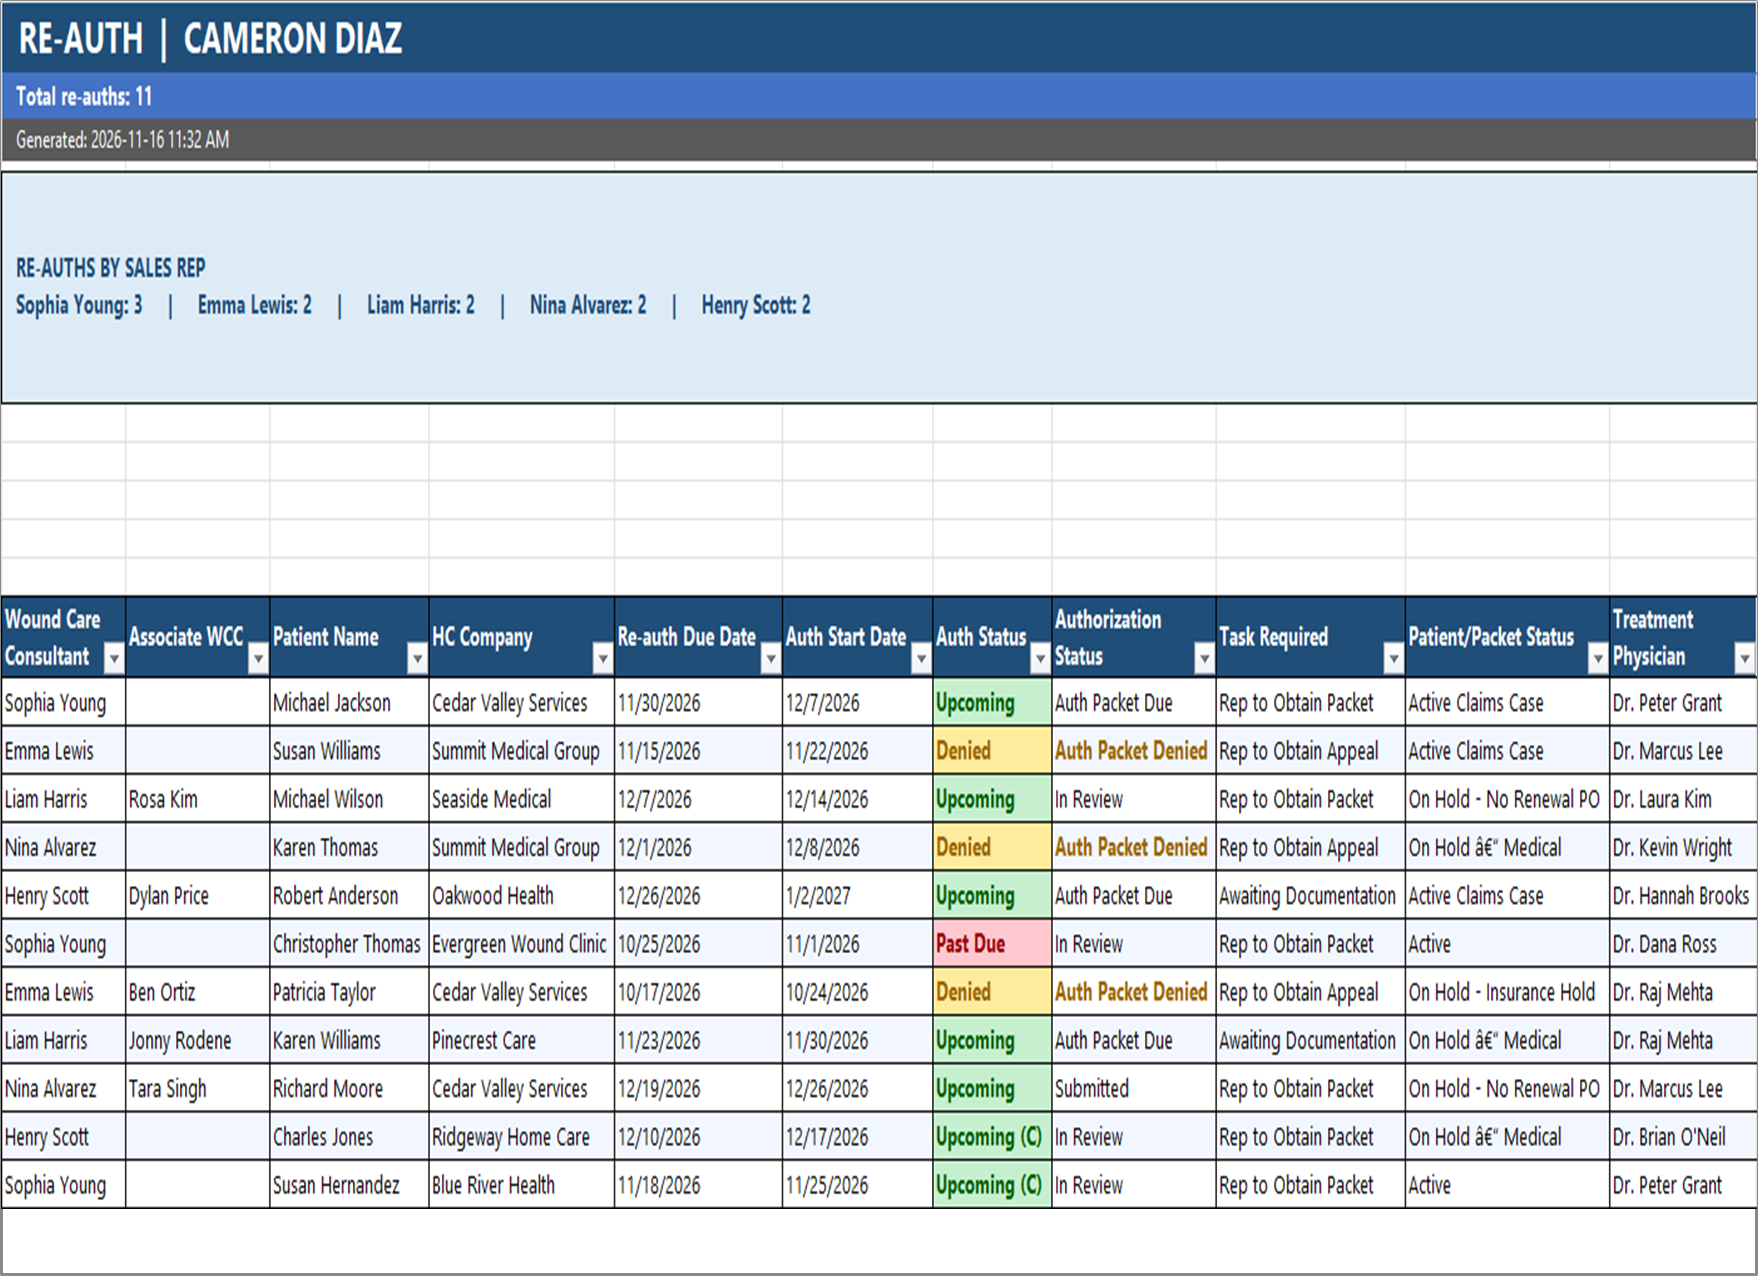 RE-AUTH | CAMERON DIAZ
Total re-auths: 11
Generated: 2026-11-16 11:32 AM
RE-AUTHS BY SALES REP
Sophia Young: 3 | Emma Lewis: 2 | Liam Harris: 2 | Nina Alvarez: 2 | Henry Scott: 2
Wound Care Consultant Associate WCC Patient Name HC Company Re-auth Due Date Auth Start Date Auth Status Authorization Status Task Required Patient/Packet Status Treatment Physician
Sophia Young Michael Jackson Cedar Valley Services 11/30/2026 12/7/2026 Upcoming Auth Packet Due Rep to Obtain Packet Active Claims Case Dr. Peter Grant
Emma Lewis Susan Williams Summit Medical Group 11/15/2026 11/22/2026 Denied Auth Packet Denied Rep to Obtain Appeal Active Claims Case Dr. Marcus Lee
Liam Harris Rosa Kim Michael Wilson Seaside Medical 12/7/2026 12/14/2026 Upcoming In Review Rep to Obtain Packet On Hold - No Renewal PO Dr. Laura Kim
Nina Alvarez Karen Thomas Summit Medical Group 12/1/2026 12/8/2026 Denied Auth Packet Denied Rep to Obtain Appeal On Hold â€“ Medical Dr. Kevin Wright
Henry Scott Dylan Price Robert Anderson Oakwood Health 12/26/2026 1/2/2027 Upcoming Auth Packet Due Awaiting Documentation Active Claims Case Dr. Hannah Brooks
Sophia Young Christopher Thomas Evergreen Wound Clinic 10/25/2026 11/1/2026 Past Due In Review Rep to Obtain Packet Active Dr. Dana Ross
Emma Lewis Ben Ortiz Patricia Taylor Cedar Valley Services 10/17/2026 10/24/2026 Denied Auth Packet Denied Rep to Obtain Appeal On Hold - Insurance Hold Dr. Raj Mehta
Liam Harris Jonny Rodene Karen Williams Pinecrest Care 11/23/2026 11/30/2026 Upcoming Auth Packet Due Awaiting Documentation On Hold â€“ Medical Dr. Raj Mehta
Nina Alvarez Tara Singh Richard Moore Cedar Valley Services 12/19/2026 12/26/2026 Upcoming Submitted Rep to Obtain Packet On Hold - No Renewal PO Dr. Marcus Lee
Henry Scott Charles Jones Ridgeway Home Care 12/10/2026 12/17/2026 Upcoming (C) In Review Rep to Obtain Packet On Hold â€“ Medical Dr. Brian O'Neil
Sophia Young Susan Hernandez Blue River Health 11/18/2026 11/25/2026 Upcoming (C) In Review Rep to Obtain Packet Active Dr. Peter Grant